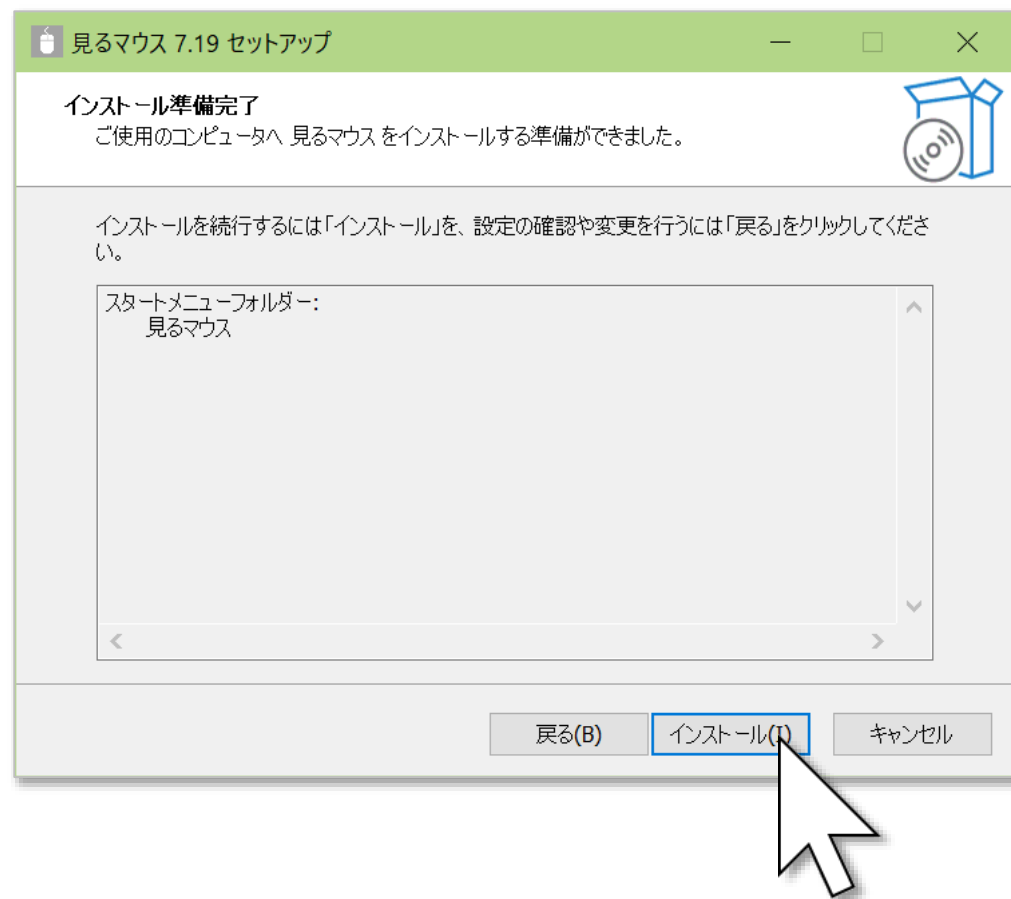 見るマウス 7.19 セットアップ
インストール準備完了
ご使用のコンピュータへ 見るマウス をインストールする準備ができました。
インストールを続行するには「インストール」を、設定の確認や変更を行うには「戻る」をクリックしてくださ
い。
スタートメニューフォルダー:
見るマウス
戻る(B)
インストール(I)
キャンセル